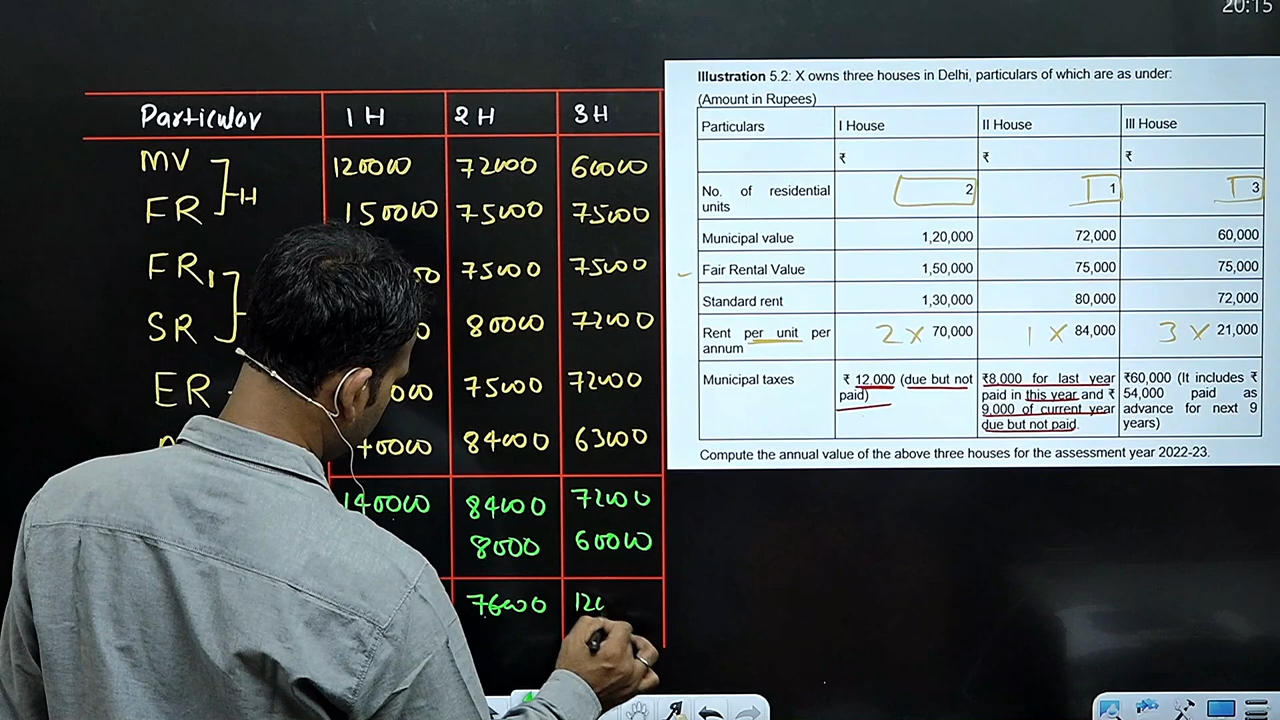 20:15
Particular 1 H 2 H 3 H
MV 120000 72000 60000
FR H 150000 75000 75000
FR1 75000 75000
SR 80000 72000
ER 75000 72000
84000 63000
140000 84000 72000
8000 60000
76000 120
Illustration 5.2: X owns three houses in Delhi, particulars of which are as under:
(Amount in Rupees)
Particulars I House II House III House
₹ ₹ ₹
No. of residential 2 1 3
units
Municipal value 1,20,000 72,000 60,000
Fair Rental Value 1,50,000 75,000 75,000
Standard rent 1,30,000 80,000 72,000
Rent per unit per 2 X 70,000 1 X 84,000 3 X 21,000
annum
Municipal taxes ₹ 12,000 (due but not ₹8,000 for last year ₹60,000 (It includes ₹
paid) paid in this year and ₹ 54,000 paid as
9,000 of current year advance for next 9
due but not paid. years)
Compute the annual value of the above three houses for the assessment year 2022-23.